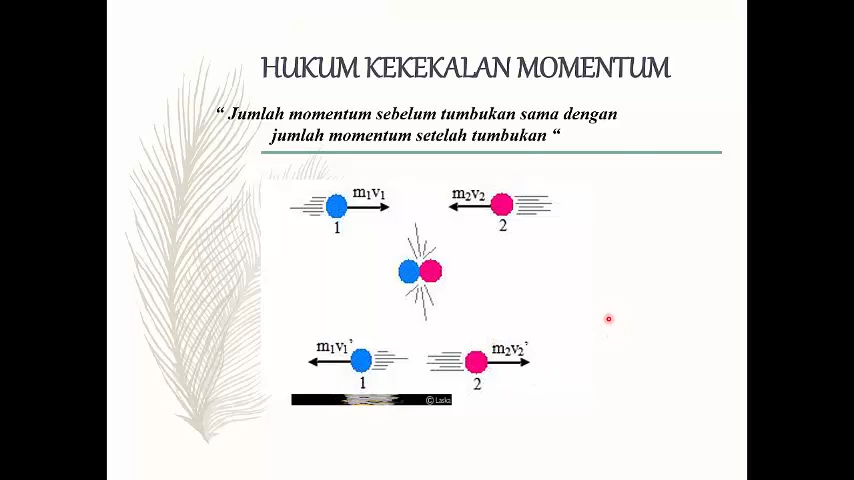 HUKUM KEKEKALAN MOMENTUM
“ Jumlah momentum sebelum tumbukan sama dengan
jumlah momentum setelah tumbukan “
m₁v₁
m₂v₂
1
2
m₁v₁’
m₂v₂’
1
2
© Laska